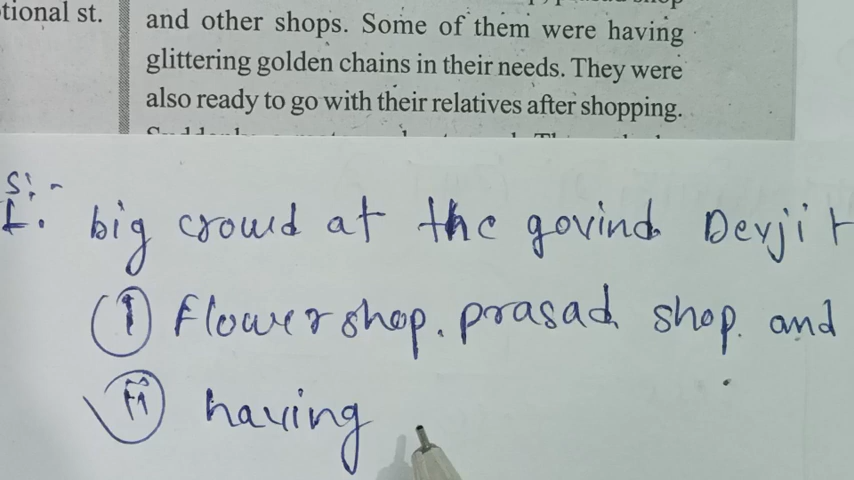 tional st.
and other shops. Some of them were having
glittering golden chains in their needs. They were
also ready to go with their relatives after shopping.
S:-
I. big crowd at the govind Devji
(I) Flower shop. prasad shop. and
(II) having